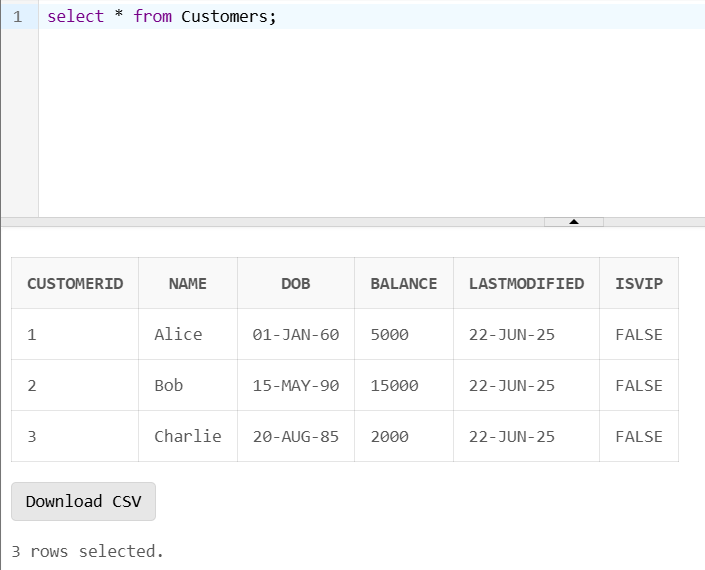 1 select * from Customers;
CUSTOMERID NAME DOB BALANCE LASTMODIFIED ISVIP
1 Alice 01-JAN-60 5000 22-JUN-25 FALSE
2 Bob 15-MAY-90 15000 22-JUN-25 FALSE
3 Charlie 20-AUG-85 2000 22-JUN-25 FALSE
Download CSV
3 rows selected.